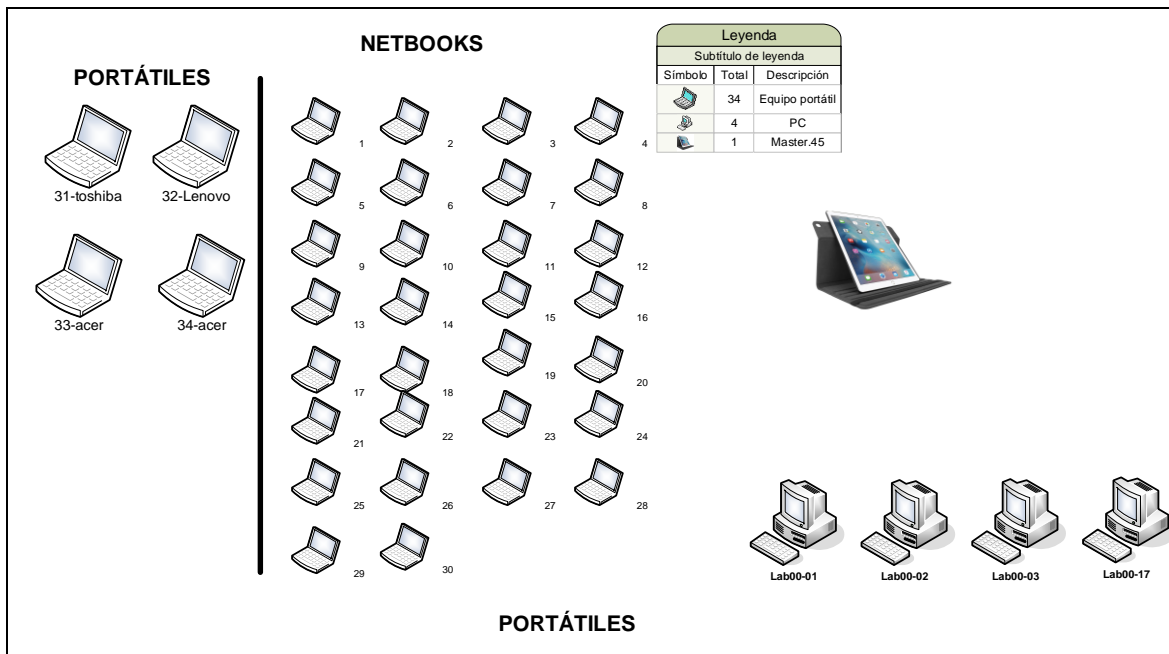 NETBOOKS
PORTÁTILES
31-toshiba
32-Lenovo
33-acer
34-acer
1
2
3
4
5
6
7
8
9
10
11
12
13
14
15
16
17
18
19
20
21
22
23
24
25
26
27
28
29
30
Leyenda
Subtítulo de leyenda
Símbolo Total Descripción
34 Equipo portátil
4 PC
1 Master.45
Lab00-01
Lab00-02
Lab00-03
Lab00-17
PORTÁTILES